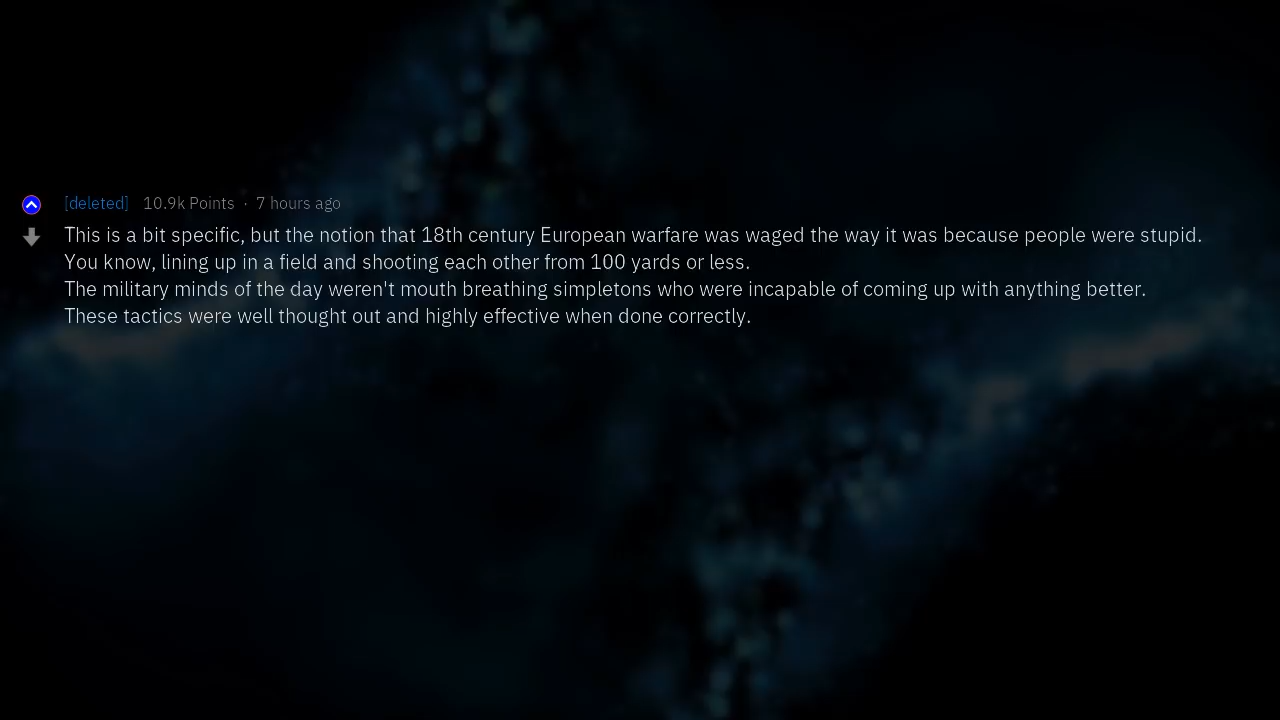 [deleted] 10.9k Points · 7 hours ago
This is a bit specific, but the notion that 18th century European warfare was waged the way it was because people were stupid.
You know, lining up in a field and shooting each other from 100 yards or less.
The military minds of the day weren't mouth breathing simpletons who were incapable of coming up with anything better.
These tactics were well thought out and highly effective when done correctly.